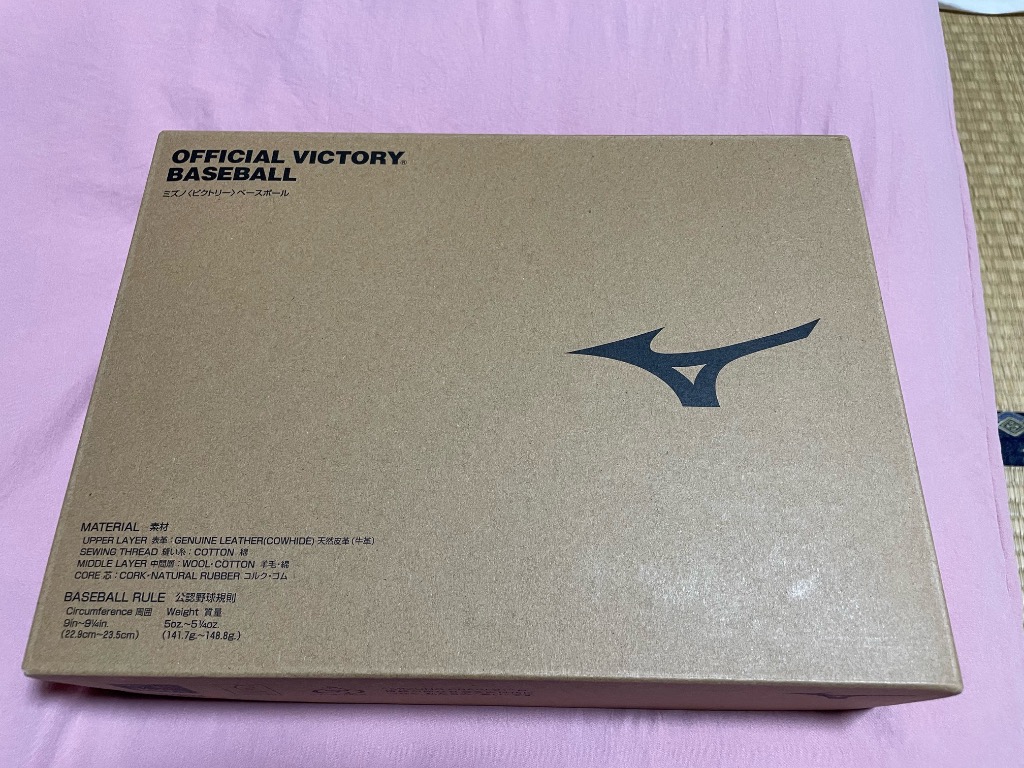 OFFICIAL VICTORY®
BASEBALL
ミズノ〈ビクトリー〉ベースボール
MATERIAL 素材
UPPER LAYER 表革：GENUINE LEATHER(COWHIDE) 天然皮革(牛革)
SEWING THREAD 縫い糸：COTTON 綿
MIDDLE LAYER 中間層：WOOL・COTTON 羊毛・綿
CORE 芯：CORK・NATURAL RUBBER コルク・ゴム
BASEBALL RULE 公認野球規則
Circumference 周囲 Weight 質量
9in~9¼in. 5oz.~5¼oz.
(22.9cm~23.5cm) (141.7g.~148.8g.)